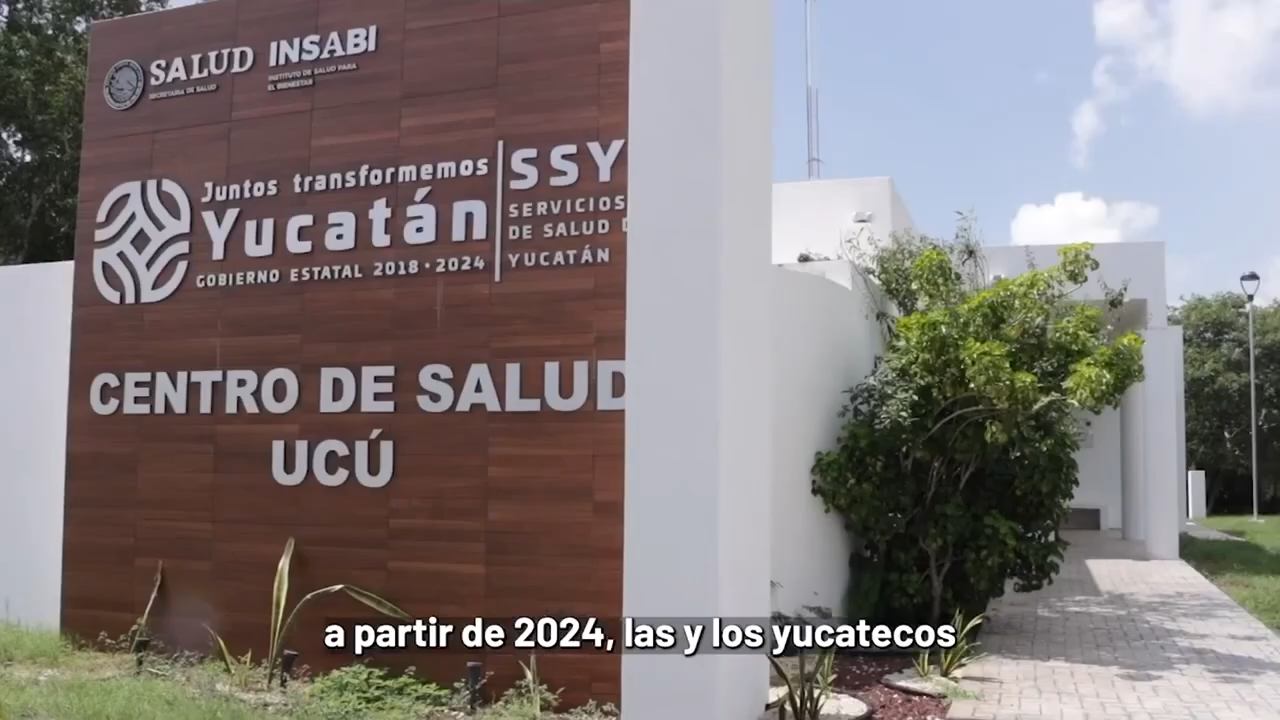 SALUD
SECRETARÍA DE SALUD
INSABI
INSTITUTO DE SALUD PARA
EL BIENESTAR
Juntos transformemos
Yucatán
GOBIERNO ESTATAL 2018 • 2024
SSY
SERVICIOS
DE SALUD D
YUCATÁN
CENTRO DE SALUD
UCÚ
a partir de 2024, las y los yucatecos